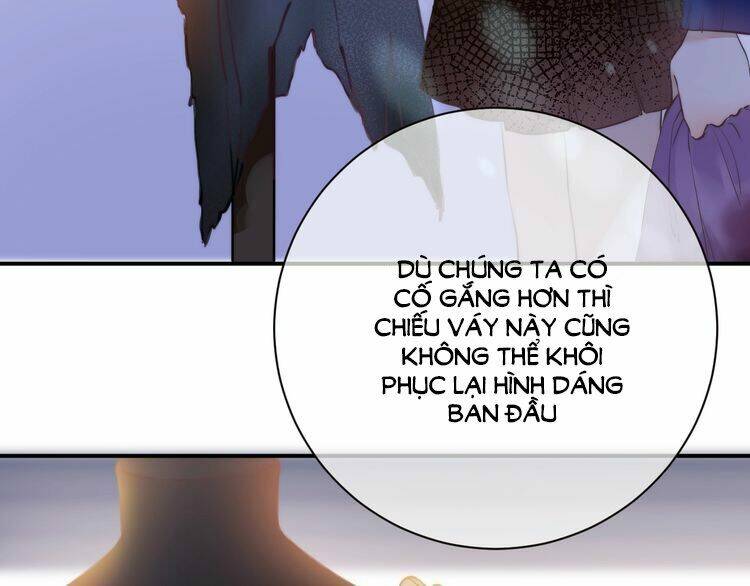 DÙ CHÚNG TA CÓ
CỐ GẮNG HƠN THÌ
CHIẾU VÁY NÀY CŨNG
KHÔNG THỂ KHÔI
PHỤC LẠI HÌNH DÁNG
BAN ĐẦU